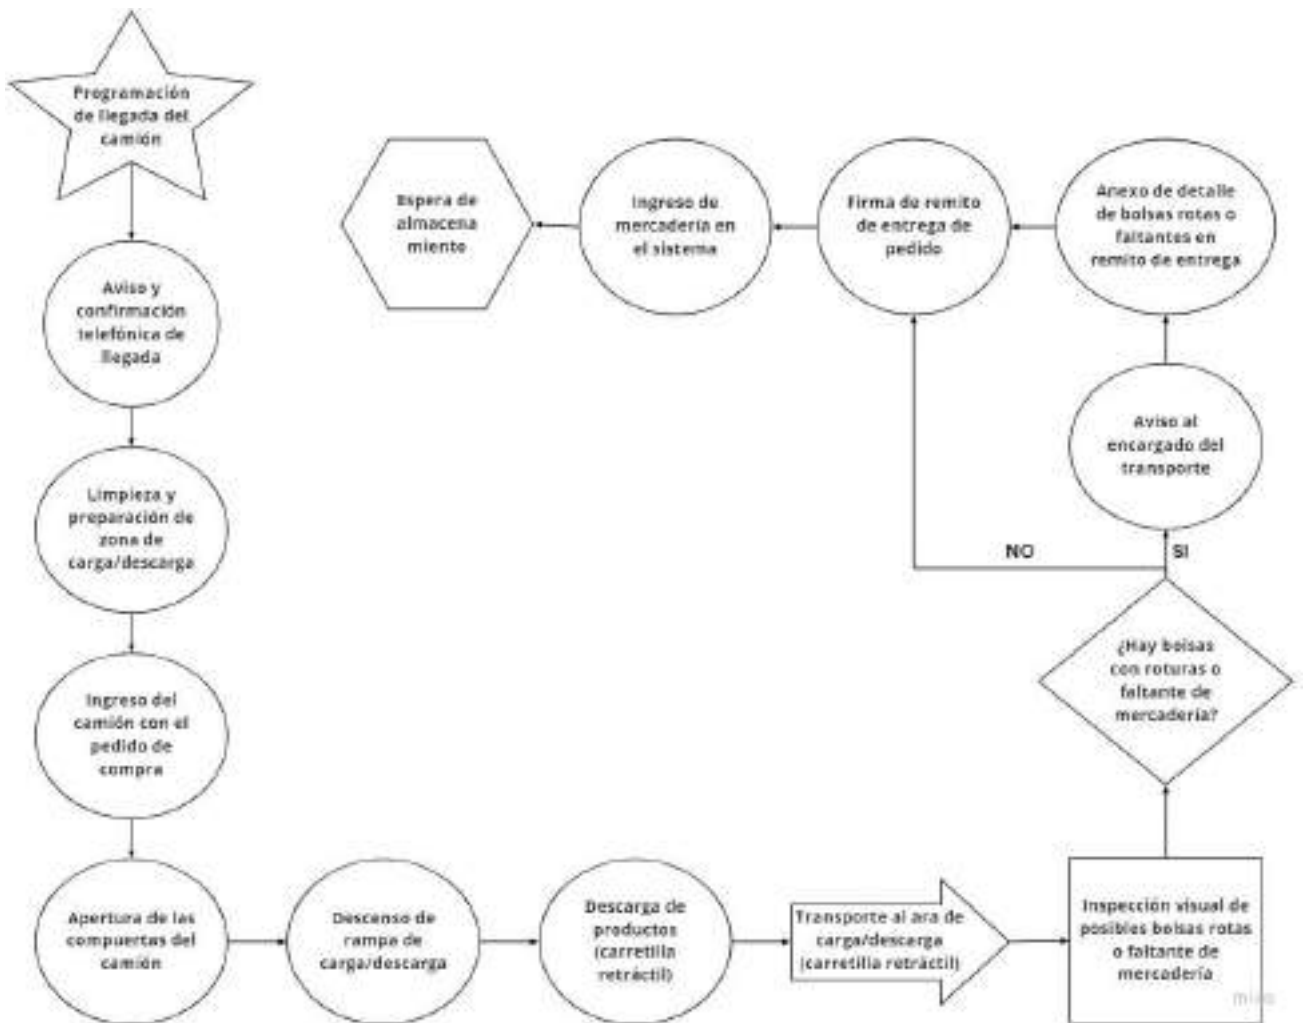 Programación
de llegada del
camión
Aviso y
confirmación
telefónica de
llegada
Limpieza y
preparación de
zona de
carga/descarga
Ingreso del
camión con el
pedido de
compra
Apertura de las
compuertas del
camión
Descenso de
rampa de
carga/descarga
Descarga de
productos
(carretilla
retráctil)
Transporte al ara de
carga/descarga
(carretilla retráctil)
Inspección visual de
posibles bolsas rotas
o faltante de
mercadería
¿Hay bolsas
con roturas o
faltante de
mercadería?
NO
SI
Aviso al
encargado del
transporte
Anexo de detalle
de bolsas rotas o
faltantes en
remito de entrega
Firma de remito
de entrega de
pedido
Ingreso de
mercadería en
el sistema
Espera de
almacena
miento
miro